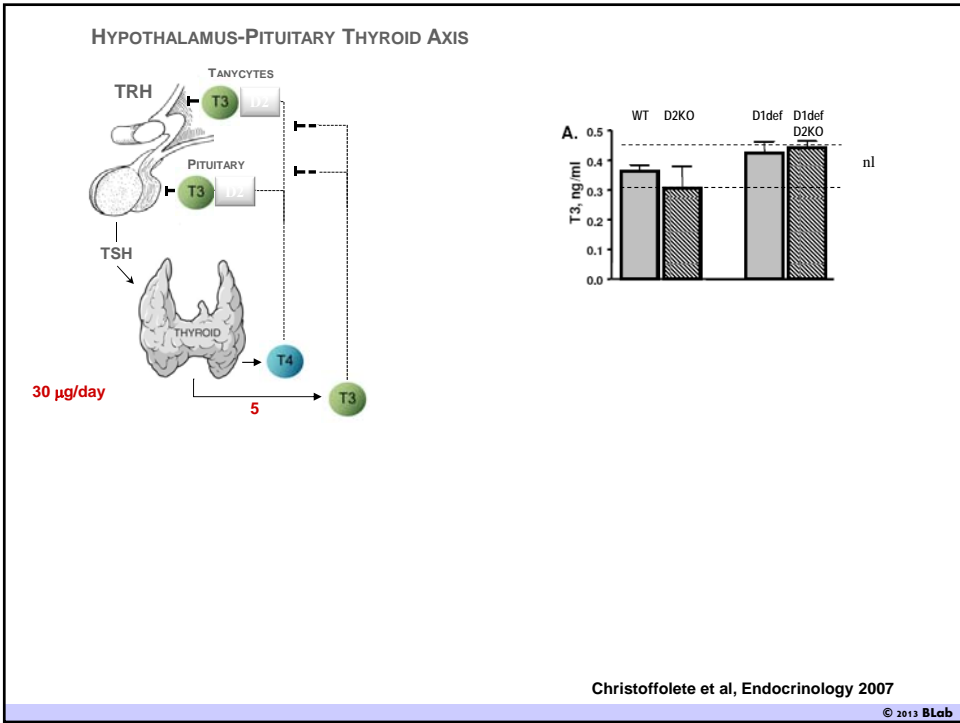 HYPOTHALAMUS-PITUITARY THYROID AXIS
TANYCYTES
TRH
T3
D2
PITUITARY
T3
D2
TSH
THYROID
T4
30 µg/day
5
T3
WT D2KO D1def D1def
D2KO
A.
T3, ng/ml
0.5
0.4
0.3
0.2
0.1
0.0
nl
Christoffolete et al, Endocrinology 2007
© 2013 BLab